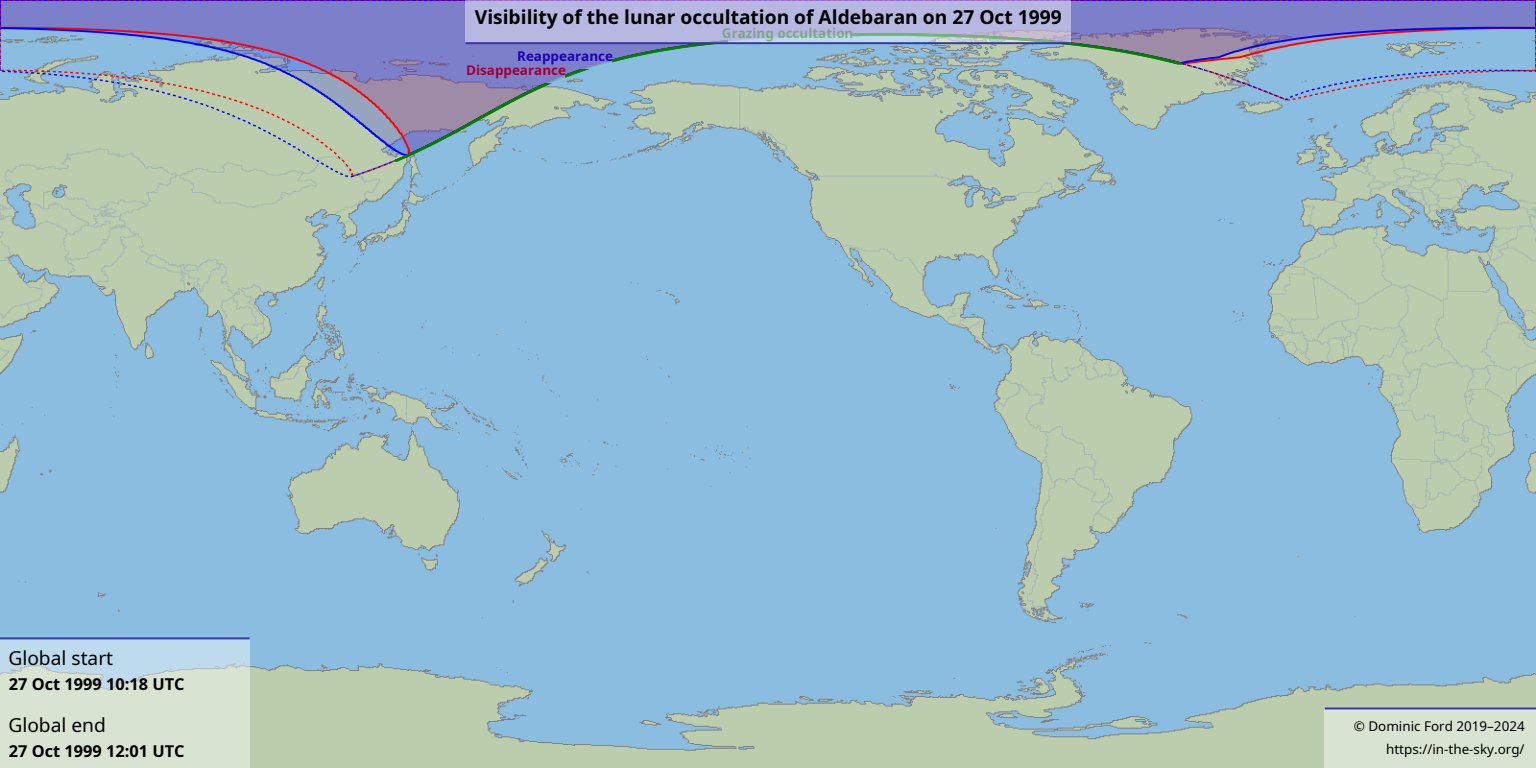 Visibility of the lunar occultation of Aldebaran on 27 Oct 1999
Grazing occultation
Reappearance
Disappearance
Global start
27 Oct 1999 10:18 UTC
Global end
27 Oct 1999 12:01 UTC
© Dominic Ford 2019–2024
https://in-the-sky.org/